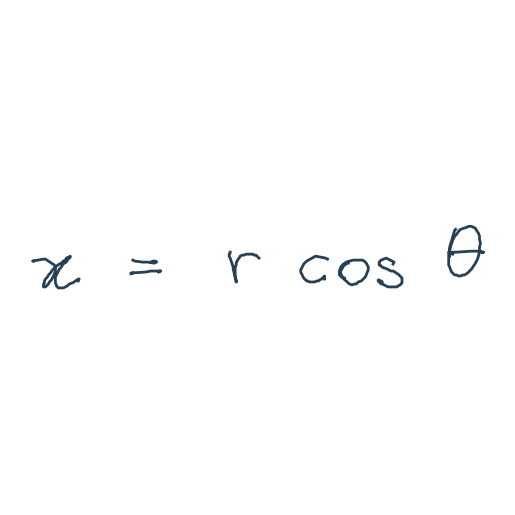 x = r cos θ